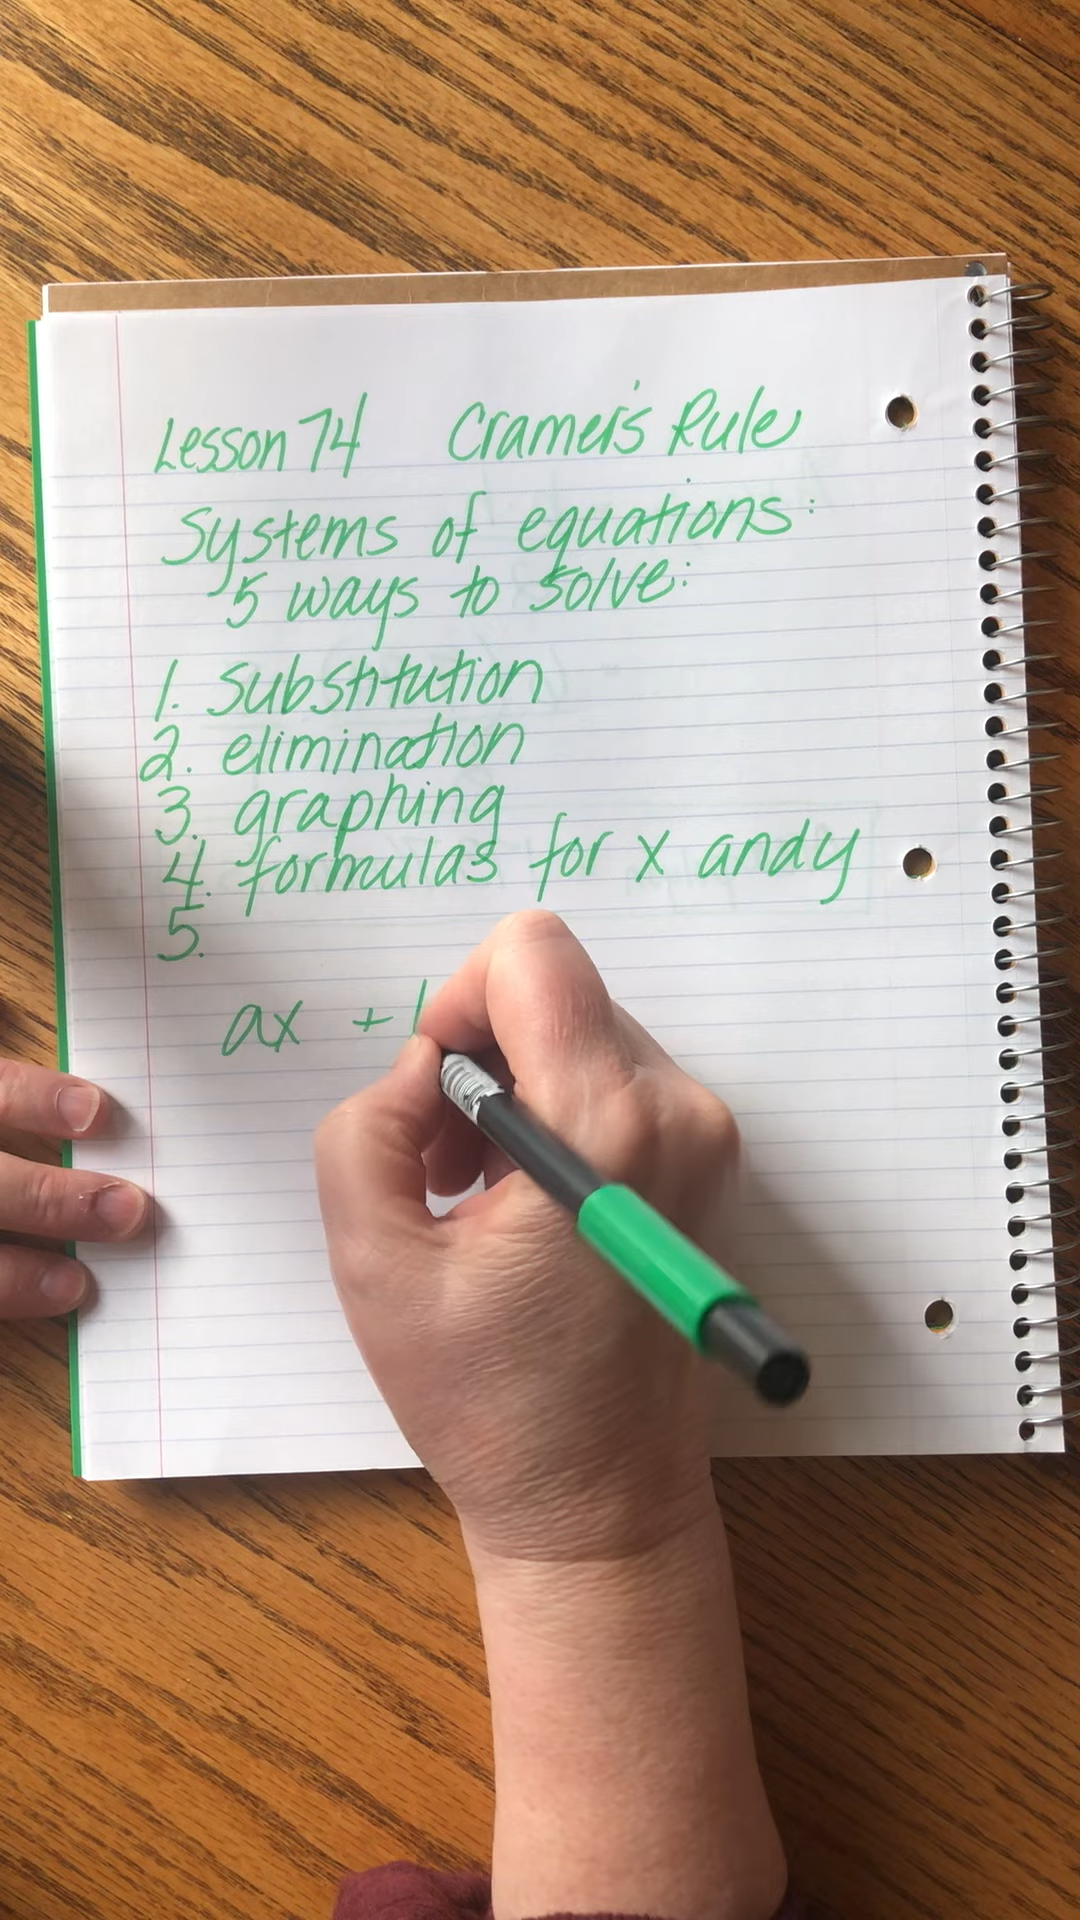 Lesson 74 Cramer's Rule
Systems of equations:
5 ways to solve:
1. substitution
2. elimination
3. graphing
4. formulas for x and y
5.
ax +